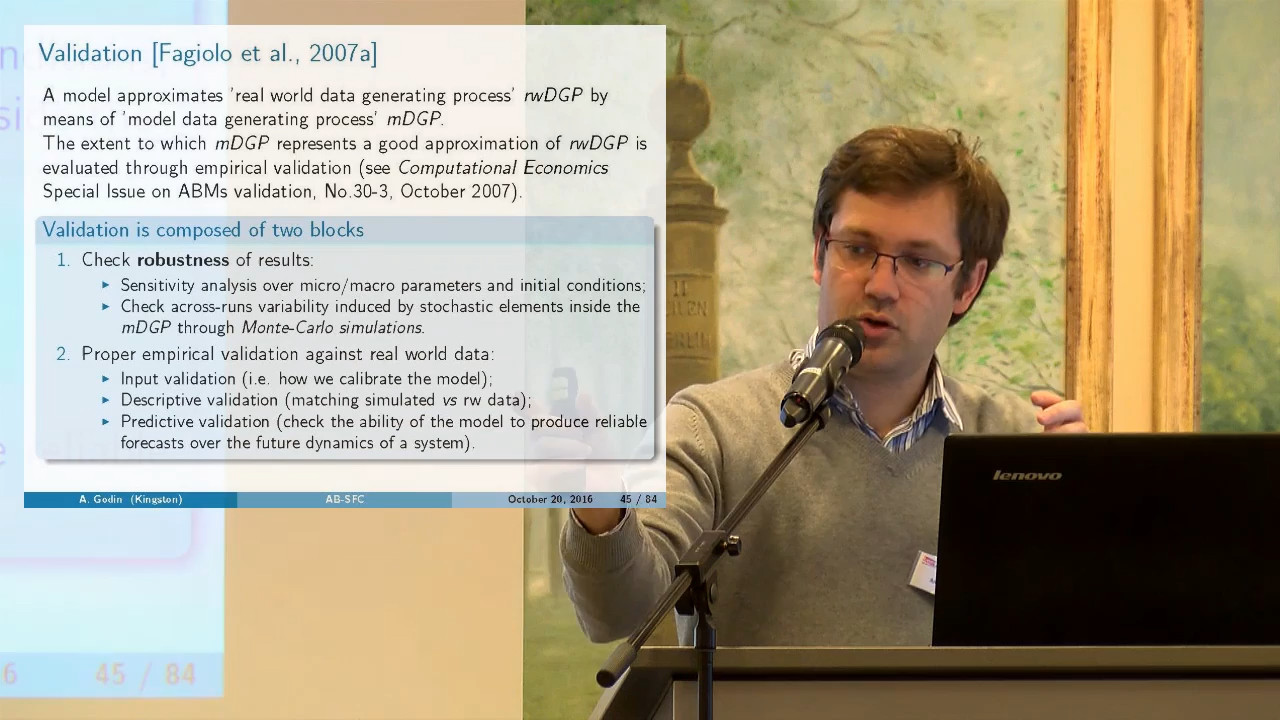 Validation [Fagiolo et al., 2007a]
A model approximates 'real world data generating process' rwDGP by
means of 'model data generating process' mDGP.
The extent to which mDGP represents a good approximation of rwDGP is
evaluated through empirical validation (see Computational Economics
Special Issue on ABMs validation, No.30-3, October 2007).
Validation is composed of two blocks
1. Check robustness of results:
▸ Sensitivity analysis over micro/macro parameters and initial conditions;
▸ Check across-runs variability induced by stochastic elements inside the
mDGP through Monte-Carlo simulations.
2. Proper empirical validation against real world data:
▸ Input validation (i.e. how we calibrate the model);
▸ Descriptive validation (matching simulated vs rw data);
▸ Predictive validation (check the ability of the model to produce reliable
forecasts over the future dynamics of a system).
A. Godin (Kingston) AB-SFC October 20, 2016 45 / 84
lenovo
6 45 / 84